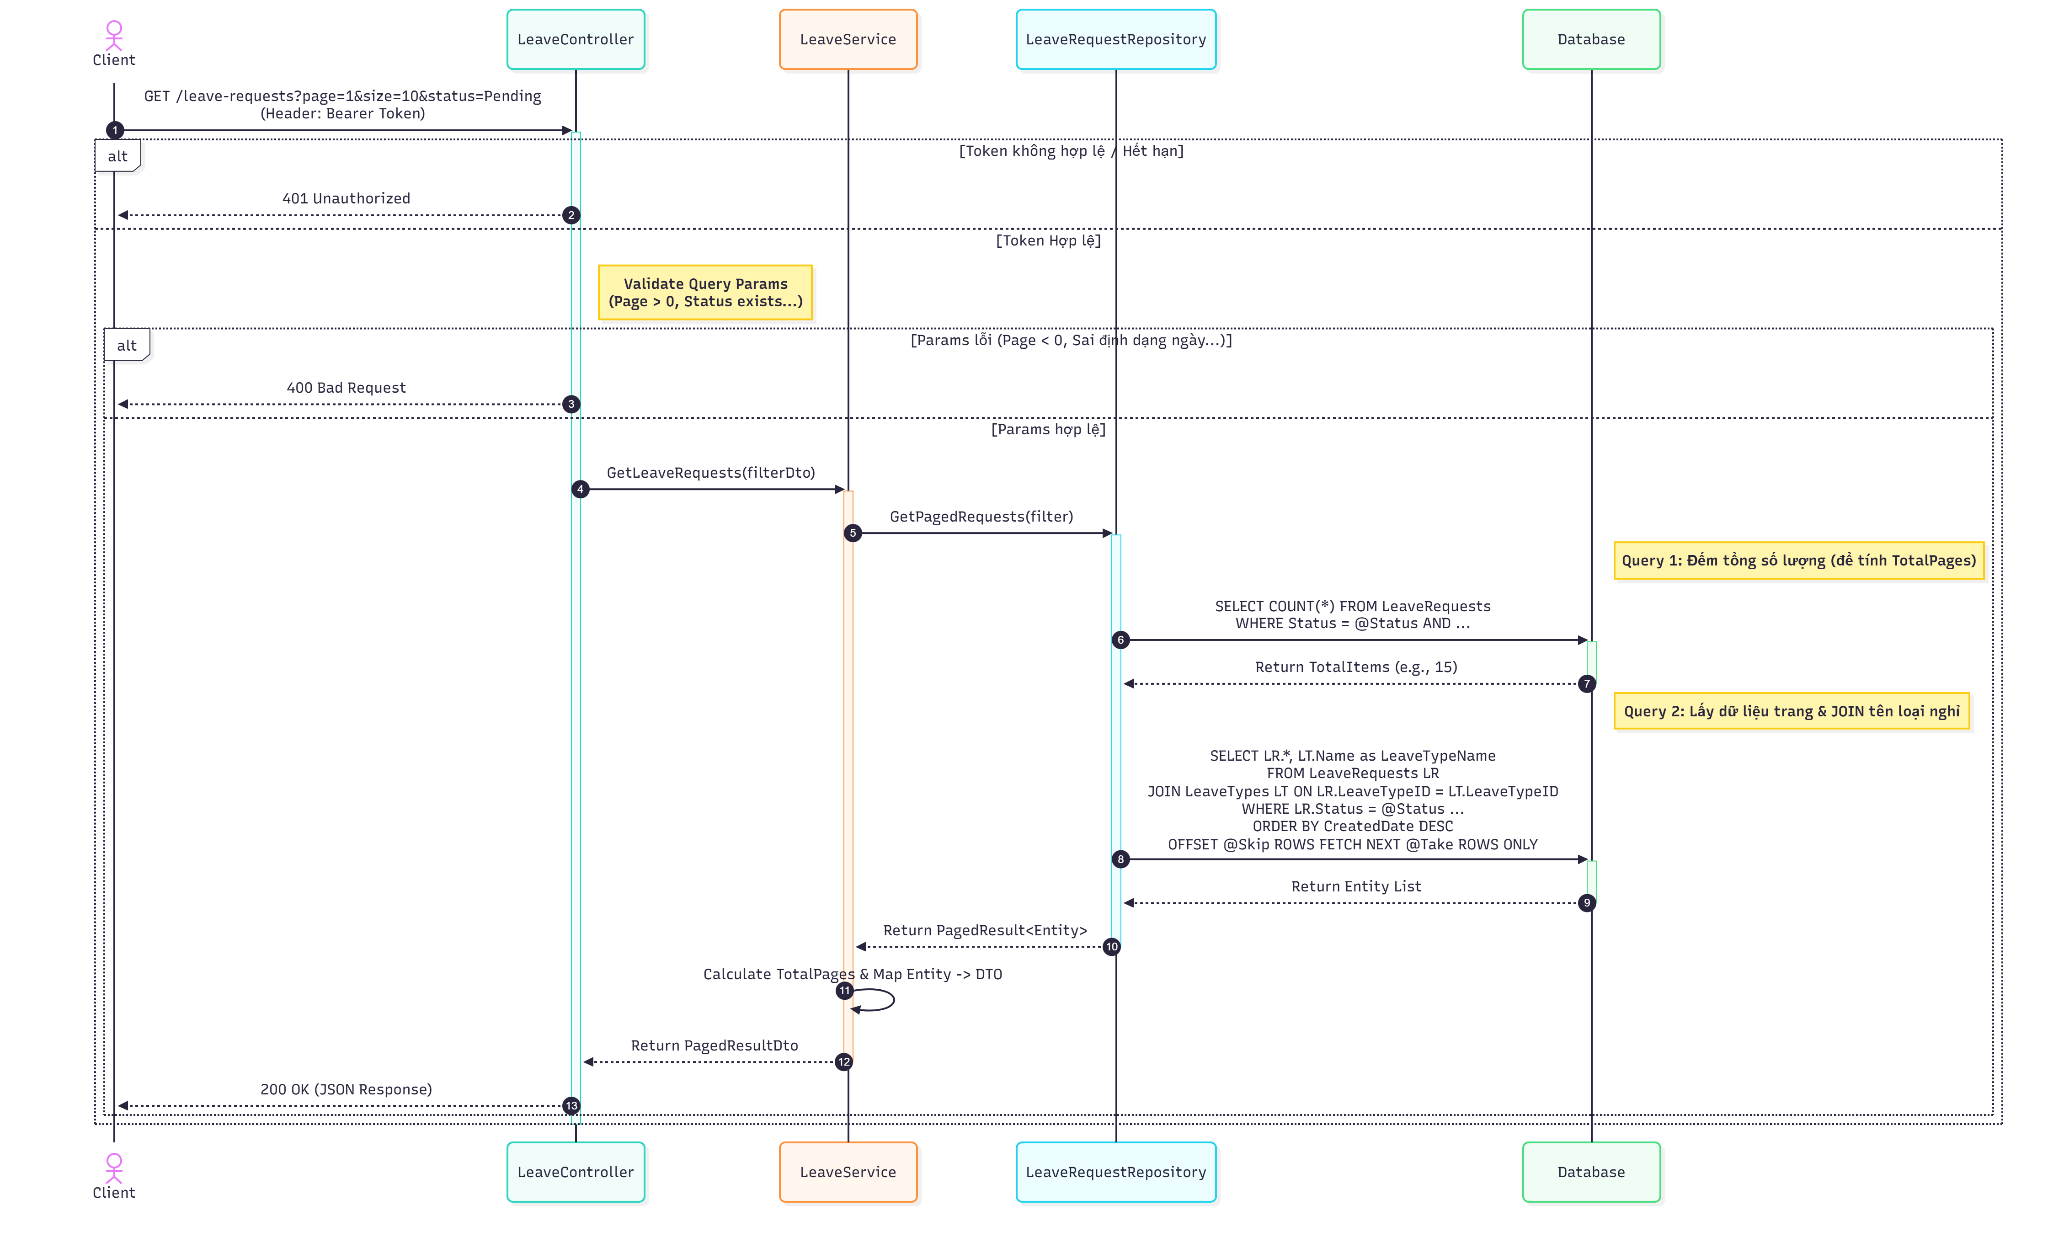 Client
LeaveController
LeaveService
LeaveRequestRepository
Database
GET /leave-requests?page=1&size=10&status=Pending
(Header: Bearer Token)
1
alt
[Token không hợp lệ / Hết hạn]
401 Unauthorized
2
[Token Hợp lệ]
Validate Query Params
(Page > 0, Status exists...)
alt
[Params lỗi (Page < 0, Sai định dạng ngày...)]
400 Bad Request
3
[Params hợp lệ]
GetLeaveRequests(filterDto)
4
GetPagedRequests(filter)
5
Query 1: Đếm tổng số lượng (để tính TotalPages)
SELECT COUNT(*) FROM LeaveRequests
WHERE Status = @Status AND ...
6
Return TotalItems (e.g., 15)
7
Query 2: Lấy dữ liệu trang & JOIN tên loại nghỉ
SELECT LR.*, LT.Name as LeaveTypeName
FROM LeaveRequests LR
JOIN LeaveTypes LT ON LR.LeaveTypeID = LT.LeaveTypeID
WHERE LR.Status = @Status ...
ORDER BY CreatedDate DESC
OFFSET @Skip ROWS FETCH NEXT @Take ROWS ONLY
8
Return Entity List
9
Return PagedResult<Entity>
10
Calculate TotalPages & Map Entity -> DTO
11
Return PagedResultDto
12
200 OK (JSON Response)
13
Client
LeaveController
LeaveService
LeaveRequestRepository
Database